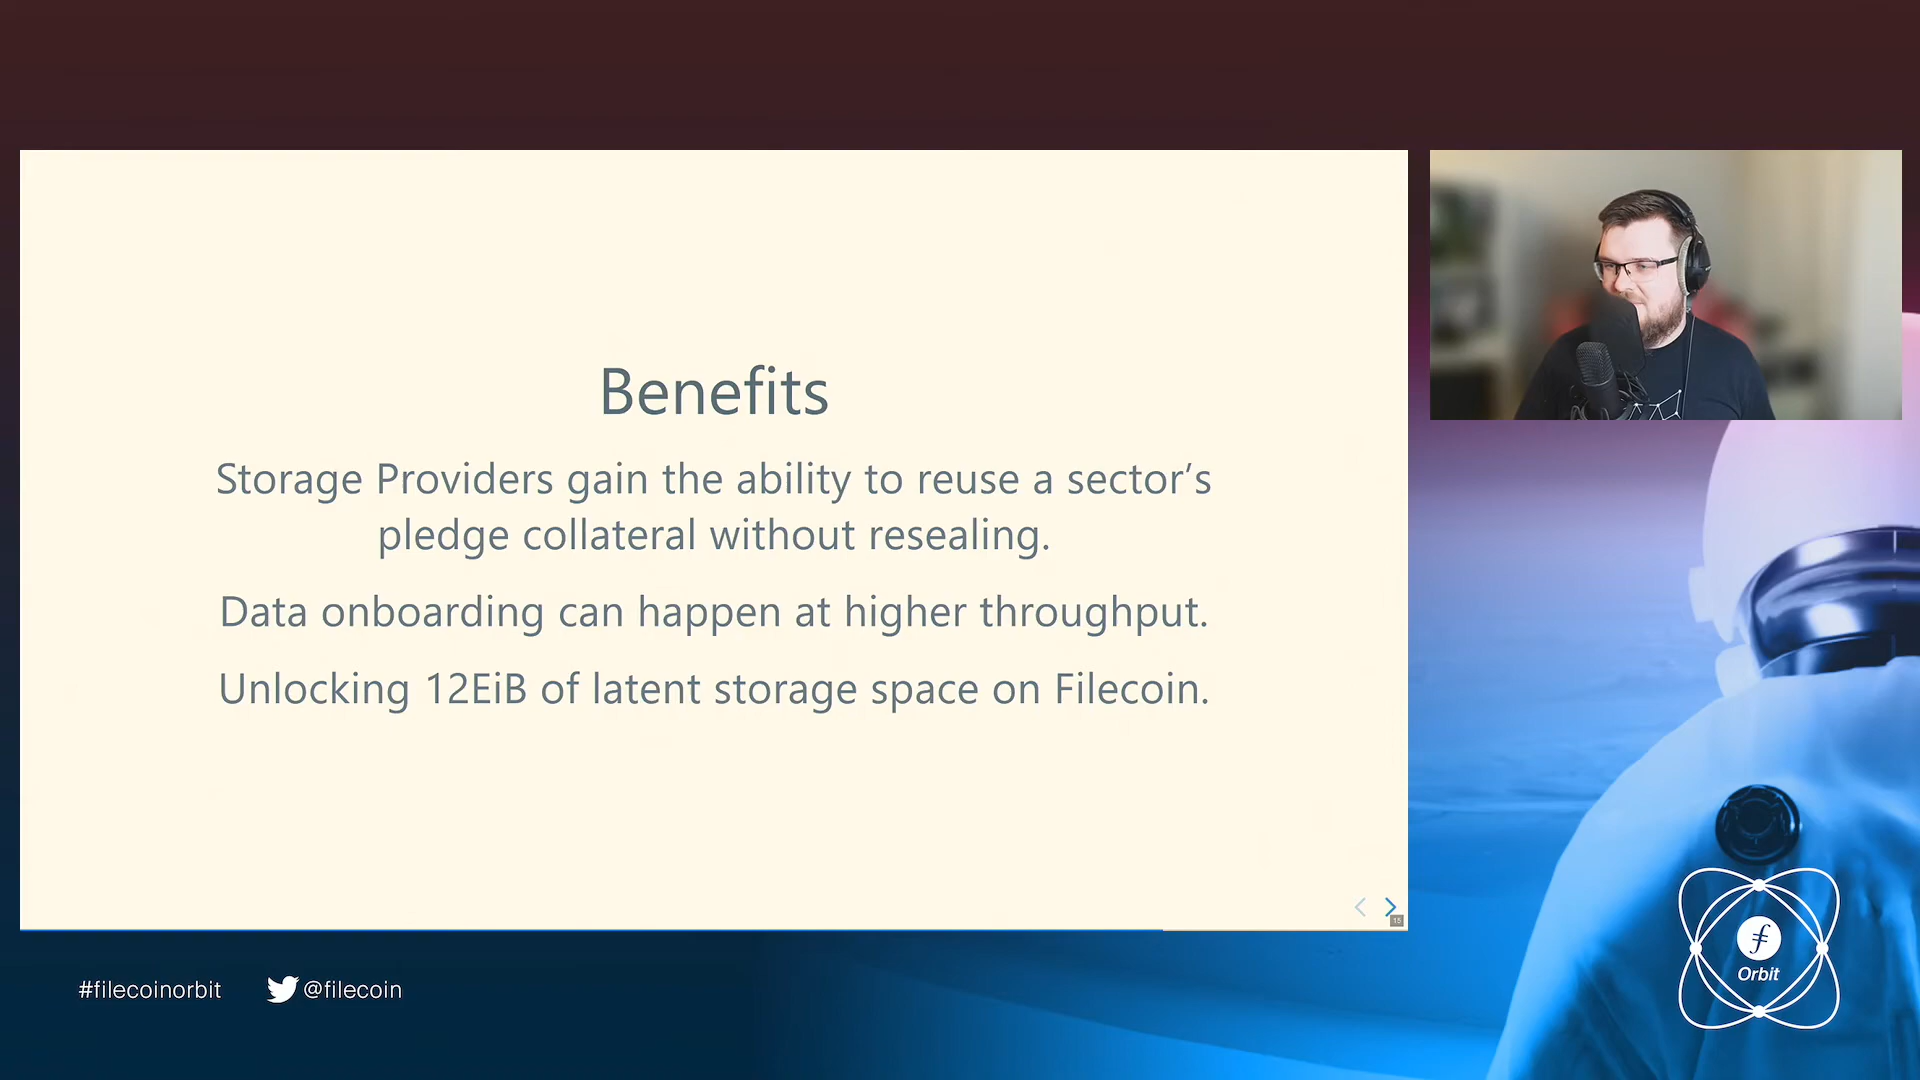 Benefits
Storage Providers gain the ability to reuse a sector’s
pledge collateral without resealing.
Data onboarding can happen at higher throughput.
Unlocking 12EiB of latent storage space on Filecoin.
15
#filecoinorbit
@filecoin
Orbit